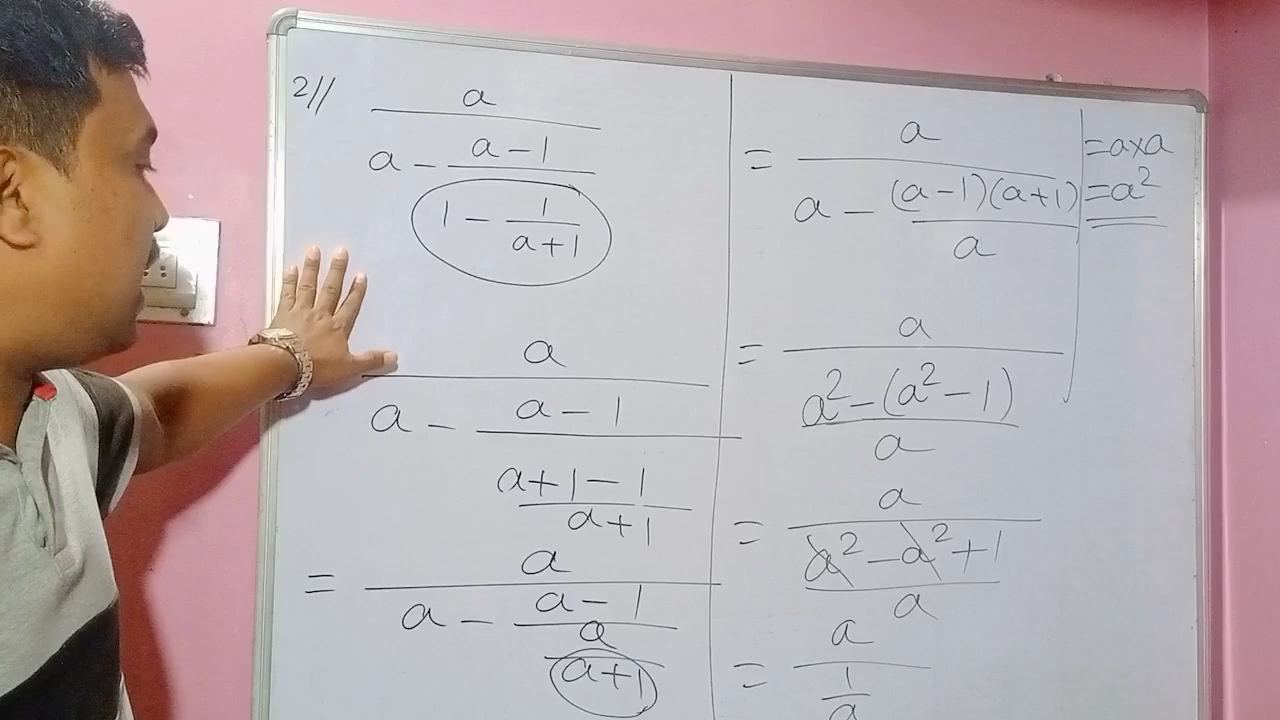 2//
a
a - a - 1
1 - 1
a + 1
a
a - a - 1
a + 1 - 1
a + 1
= a
a - a - 1
a
a + 1
= a
a - (a - 1)(a + 1)
a
= a
a² - (a² - 1)
a
= a
a² - a² + 1
a
= a
1
a
= a × a
= a²